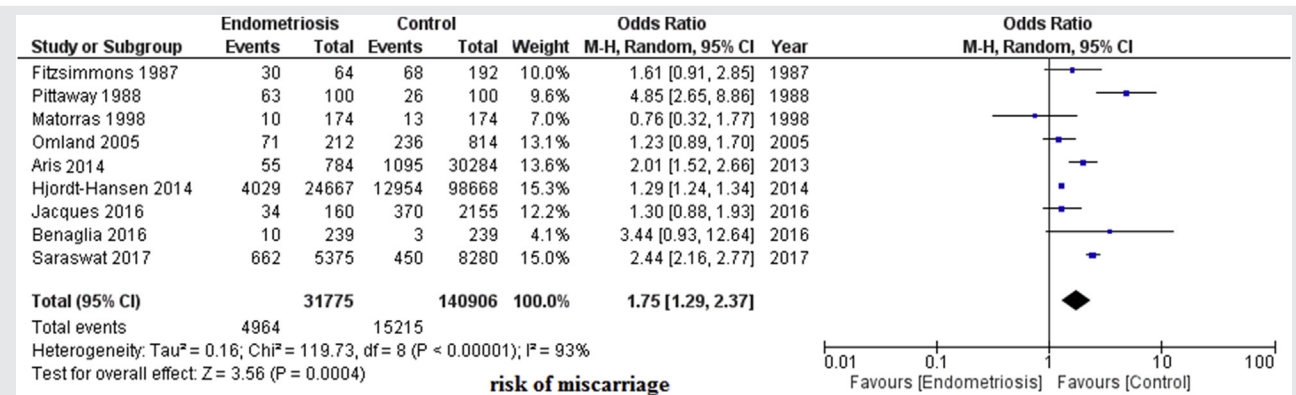 Endometriosis Control Odds Ratio Odds Ratio
Study or Subgroup Events Total Events Total Weight M-H, Random, 95% CI Year M-H, Random, 95% CI
Fitzsimmons 1987 30 64 68 192 10.0% 1.61 [0.91, 2.85] 1987
Pittaway 1988 63 100 26 100 9.6% 4.85 [2.65, 8.86] 1988
Matorras 1998 10 174 13 174 7.0% 0.76 [0.32, 1.77] 1998
Omland 2005 71 212 236 814 13.1% 1.23 [0.89, 1.70] 2005
Aris 2014 55 784 1095 30284 13.6% 2.01 [1.52, 2.66] 2013
Hjordt-Hansen 2014 4029 24667 12954 98668 15.3% 1.29 [1.24, 1.34] 2014
Jacques 2016 34 160 370 2155 12.2% 1.30 [0.88, 1.93] 2016
Benaglia 2016 10 239 3 239 4.1% 3.44 [0.93, 12.64] 2016
Saraswat 2017 662 5375 450 8280 15.0% 2.44 [2.16, 2.77] 2017
Total (95% CI) 31775 140906 100.0% 1.75 [1.29, 2.37]
Total events 4964 15215
Heterogeneity: Tau² = 0.16; Chi² = 119.73, df = 8 (P < 0.00001); I² = 93%
Test for overall effect: Z = 3.56 (P = 0.0004)
0.01 0.1 1 10 100
Favours [Endometriosis] Favours [Control]
risk of miscarriage